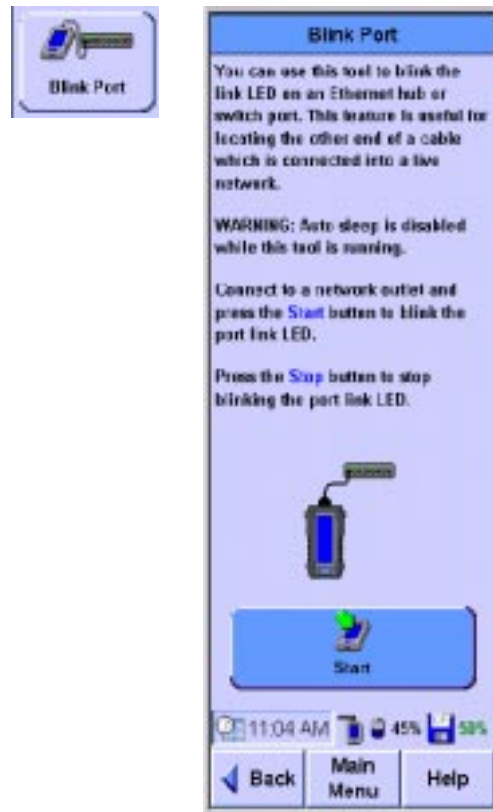 Blink Port
Blink Port
You can use this tool to blink the
link LED on an Ethernet hub or
switch port. This feature is useful for
locating the other end of a cable
which is connected into a live
network.
WARNING: Auto sleep is disabled
while this tool is running.
Connect to a network outlet and
press the Start button to blink the
port link LED.
Press the Stop button to stop
blinking the port link LED.
Start
11:04 AM 45% 58%
Back Main Menu Help